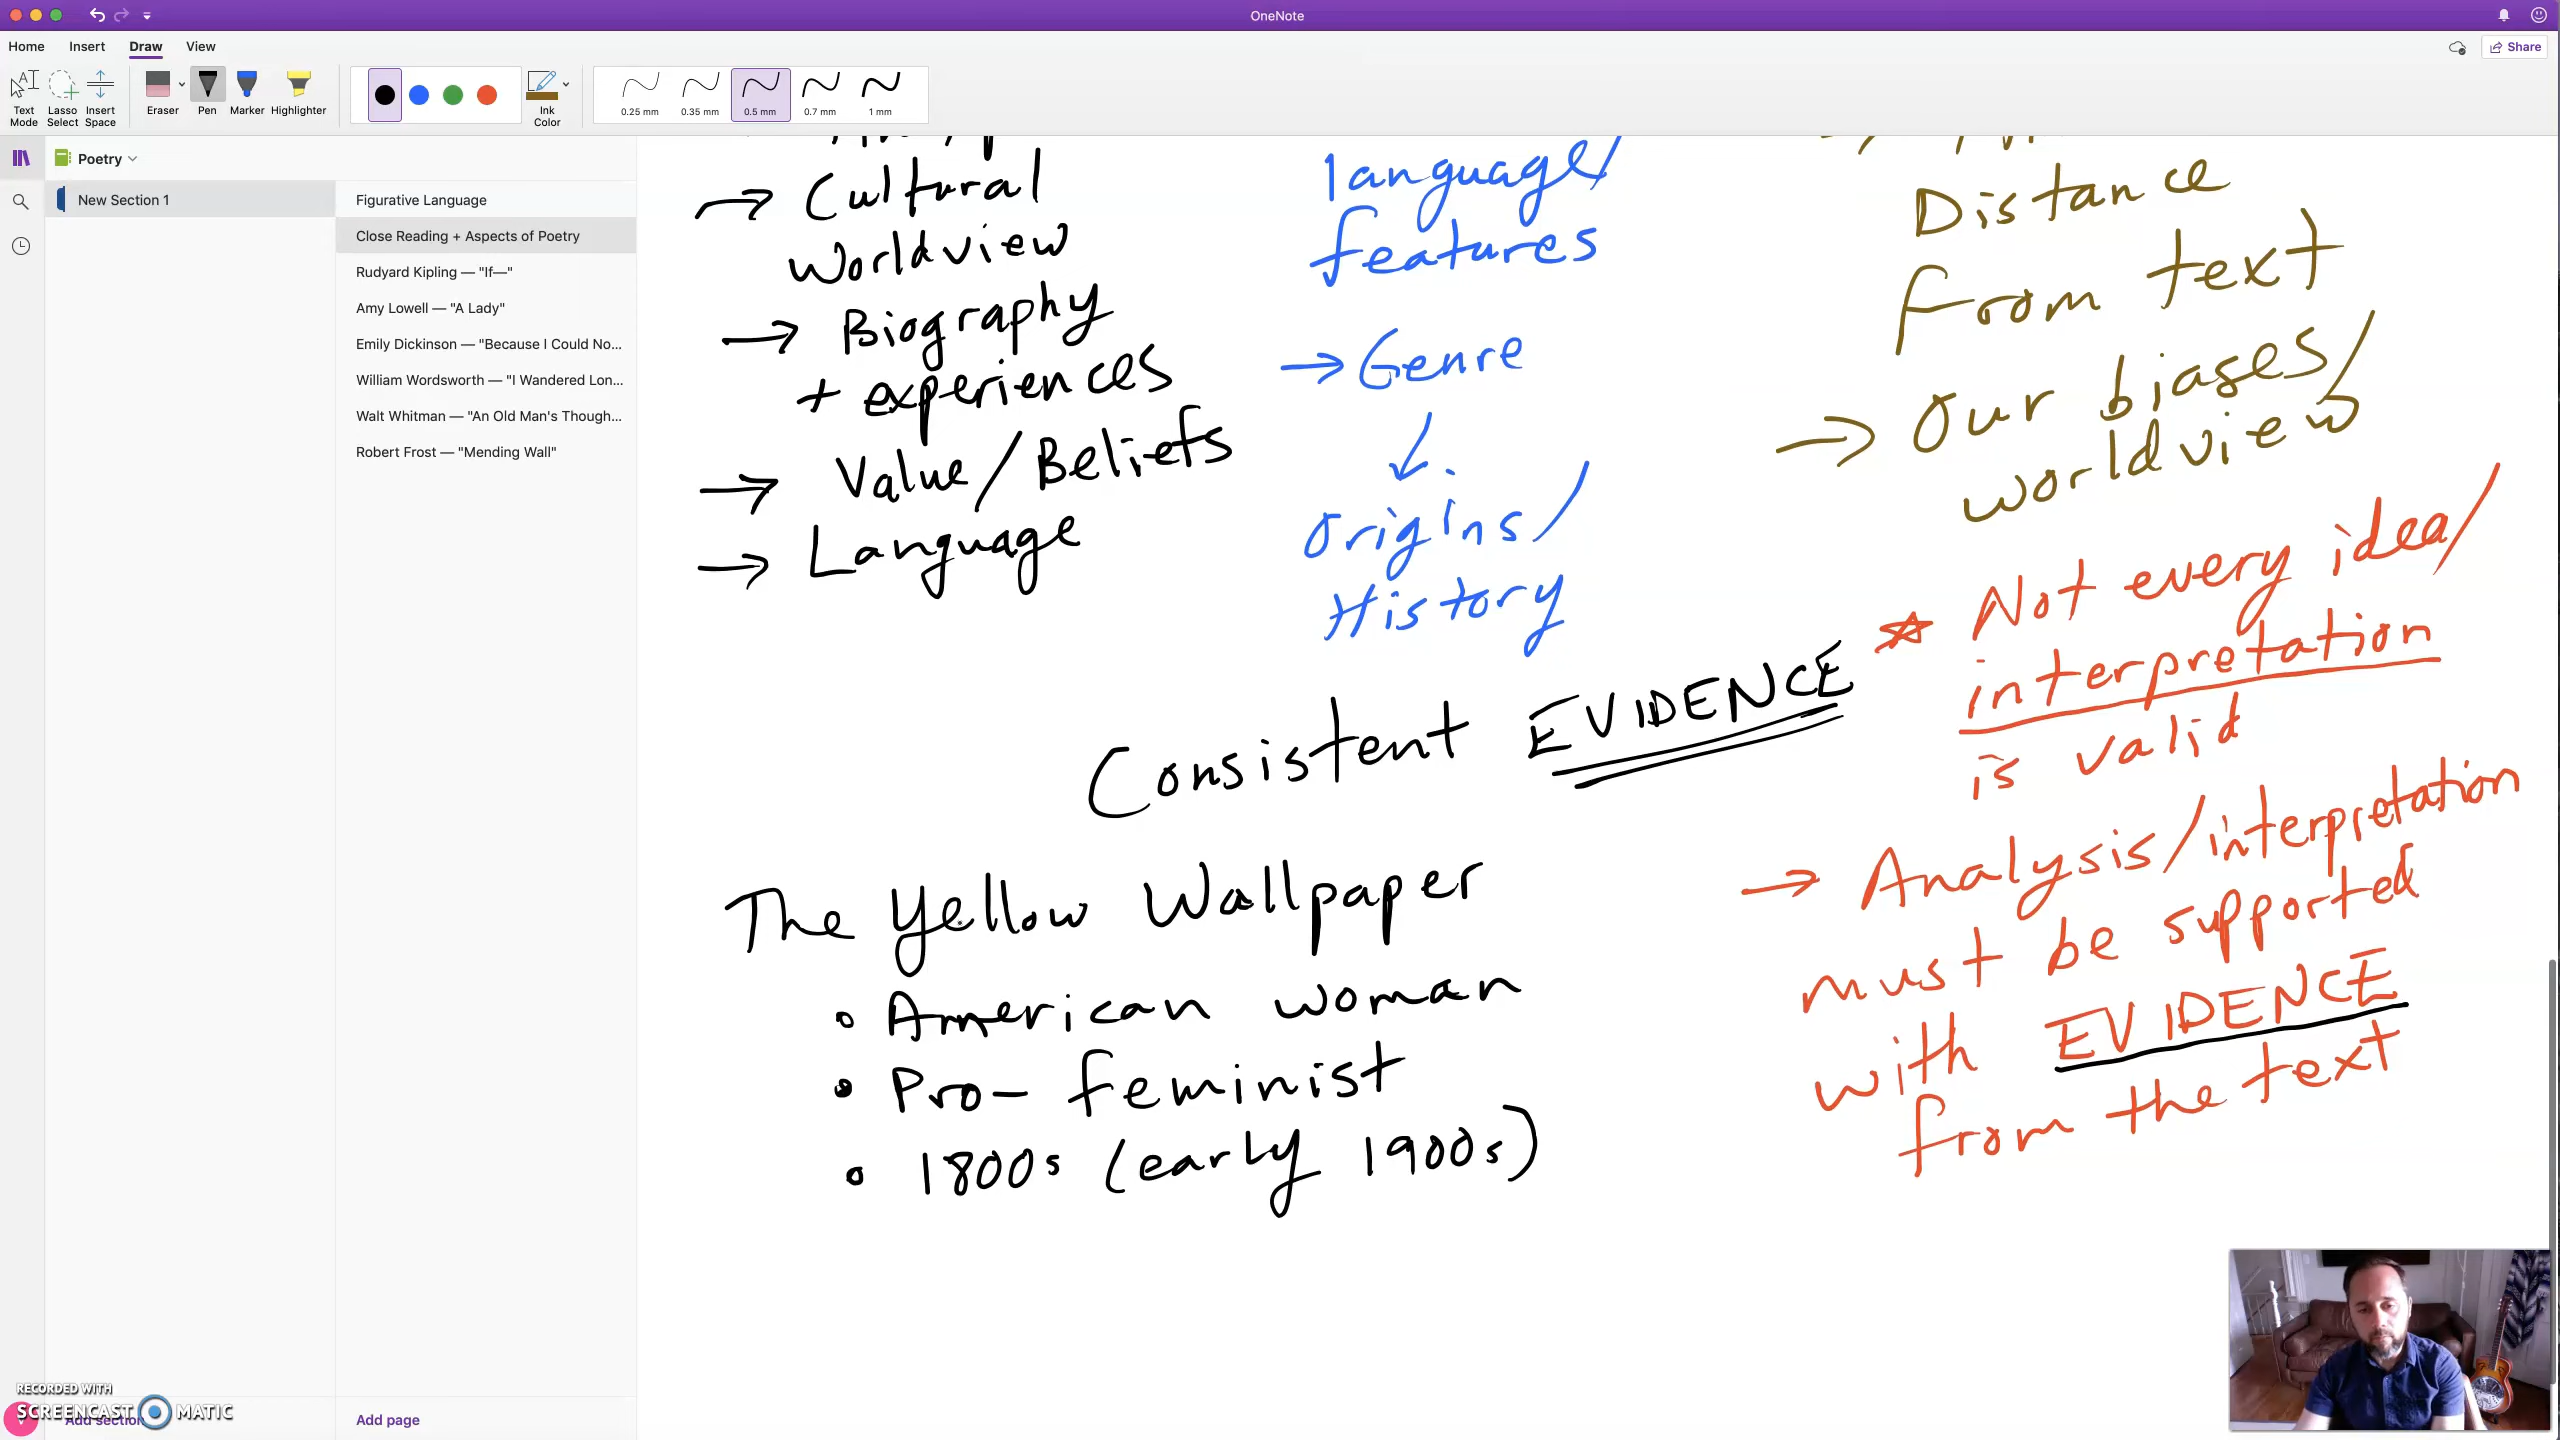 OneNote
Home Insert Draw View
Share
Text Mode
Lasso Select
Insert Space
Eraser
Pen
Marker
Highlighter
Ink Color
0.25 mm
0.35 mm
0.5 mm
0.7 mm
1 mm
Poetry
New Section 1
Figurative Language
Close Reading + Aspects of Poetry
Rudyard Kipling — "If—"
Amy Lowell — "A Lady"
Emily Dickinson — "Because I Could No...
William Wordsworth — "I Wandered Lon...
Walt Whitman — "An Old Man's Though...
Robert Frost — "Mending Wall"
Add section
Add page
→ Cultural
Worldview
→ Biography
+ experiences
→ Value/Beliefs
→ Language
language/
features
→ Genre
↓
Origins/
History
Distance
from text
→ Our biases/
worldview
☆ Not every idea/
interpretation
is valid
→ Analysis/interpretation
must be supported
with EVIDENCE
from the text
Consistent EVIDENCE
The Yellow Wallpaper
• American woman
• Pro-feminist
• 1800s (early 1900s)
RECORDED WITH
SCREENCAST MATIC